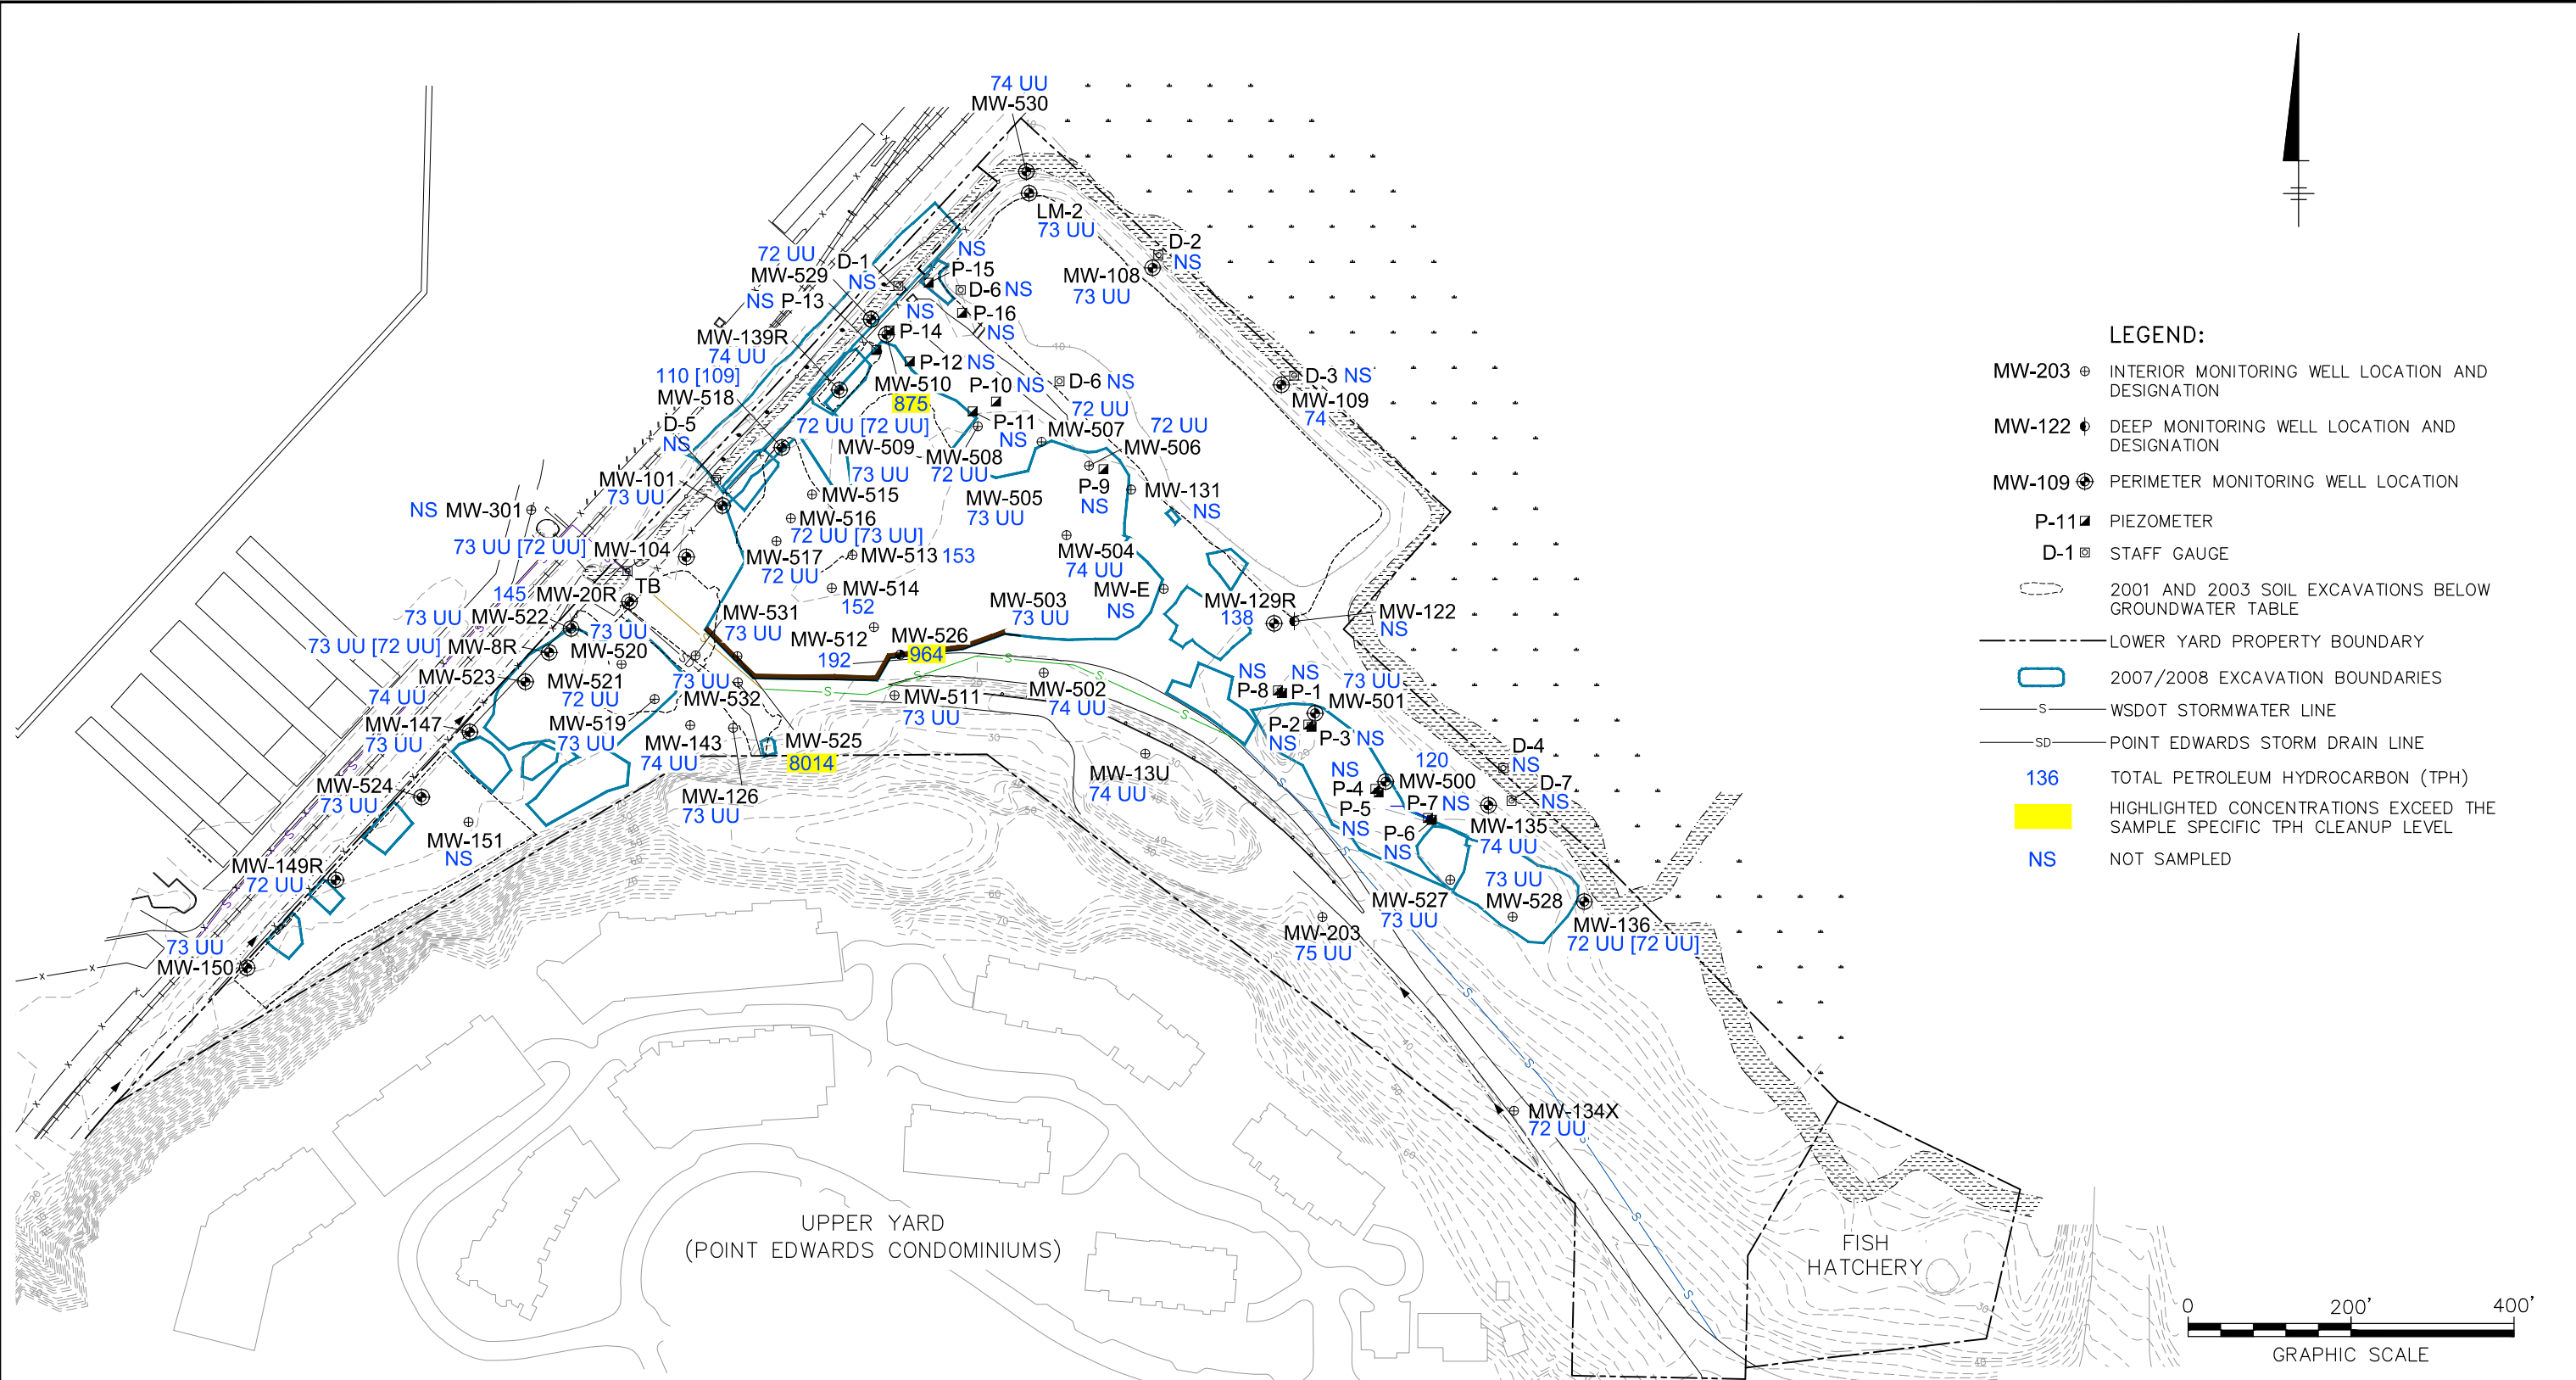 74 UU
MW-530
LM-2
73 UU
D-2
NS
MW-108
73 UU
72 UU
MW-529
D-1
NS
NS
P-15
D-6 NS
NS P-13
NS
P-16
NS
P-14
MW-139R
74 UU
P-12 NS
110 [109]
MW-518
MW-510
875
P-10 NS
D-6 NS
D-3 NS
MW-109
74
D-5
NS
72 UU [72 UU]
P-11
NS
72 UU
MW-507
72 UU
MW-506
MW-509
73 UU
MW-508
72 UU
MW-101
73 UU
MW-515
MW-505
73 UU
P-9
NS
MW-131
NS
NS MW-301
MW-516
72 UU [73 UU]
73 UU [72 UU]
MW-104
MW-517
72 UU
MW-513 153
MW-504
74 UU
145
MW-20R
TB
MW-514
152
MW-E
NS
73 UU
MW-522
73 UU
MW-531
73 UU
MW-503
73 UU
MW-129R
138
MW-122
NS
73 UU [72 UU]
MW-8R
MW-520
MW-512
192
MW-526
964
MW-523
74 UU
MW-521
72 UU
73 UU
MW-532
MW-511
73 UU
MW-502
74 UU
NS
P-8
NS
P-1
73 UU
MW-501
MW-147
73 UU
MW-519
73 UU
MW-143
74 UU
MW-525
8014
P-2
NS
P-3 NS
MW-13U
74 UU
NS
P-4
120
MW-500
D-4
NS
D-7
NS
MW-524
73 UU
MW-126
73 UU
P-5
NS
P-7 NS
P-6
NS
MW-135
74 UU
MW-151
NS
MW-149R
72 UU
73 UU
MW-528
MW-527
73 UU
MW-203
75 UU
MW-136
72 UU [72 UU]
73 UU
MW-150
MW-134X
72 UU
UPPER YARD
(POINT EDWARDS CONDOMINIUMS)
FISH
HATCHERY
LEGEND:
MW-203 INTERIOR MONITORING WELL LOCATION AND
DESIGNATION
MW-122 DEEP MONITORING WELL LOCATION AND
DESIGNATION
MW-109 PERIMETER MONITORING WELL LOCATION
P-11 PIEZOMETER
D-1 STAFF GAUGE
2001 AND 2003 SOIL EXCAVATIONS BELOW
GROUNDWATER TABLE
LOWER YARD PROPERTY BOUNDARY
2007/2008 EXCAVATION BOUNDARIES
S WSDOT STORMWATER LINE
SD POINT EDWARDS STORM DRAIN LINE
136 TOTAL PETROLEUM HYDROCARBON (TPH)
HIGHLIGHTED CONCENTRATIONS EXCEED THE
SAMPLE SPECIFIC TPH CLEANUP LEVEL
NS NOT SAMPLED
0 200' 400'
GRAPHIC SCALE